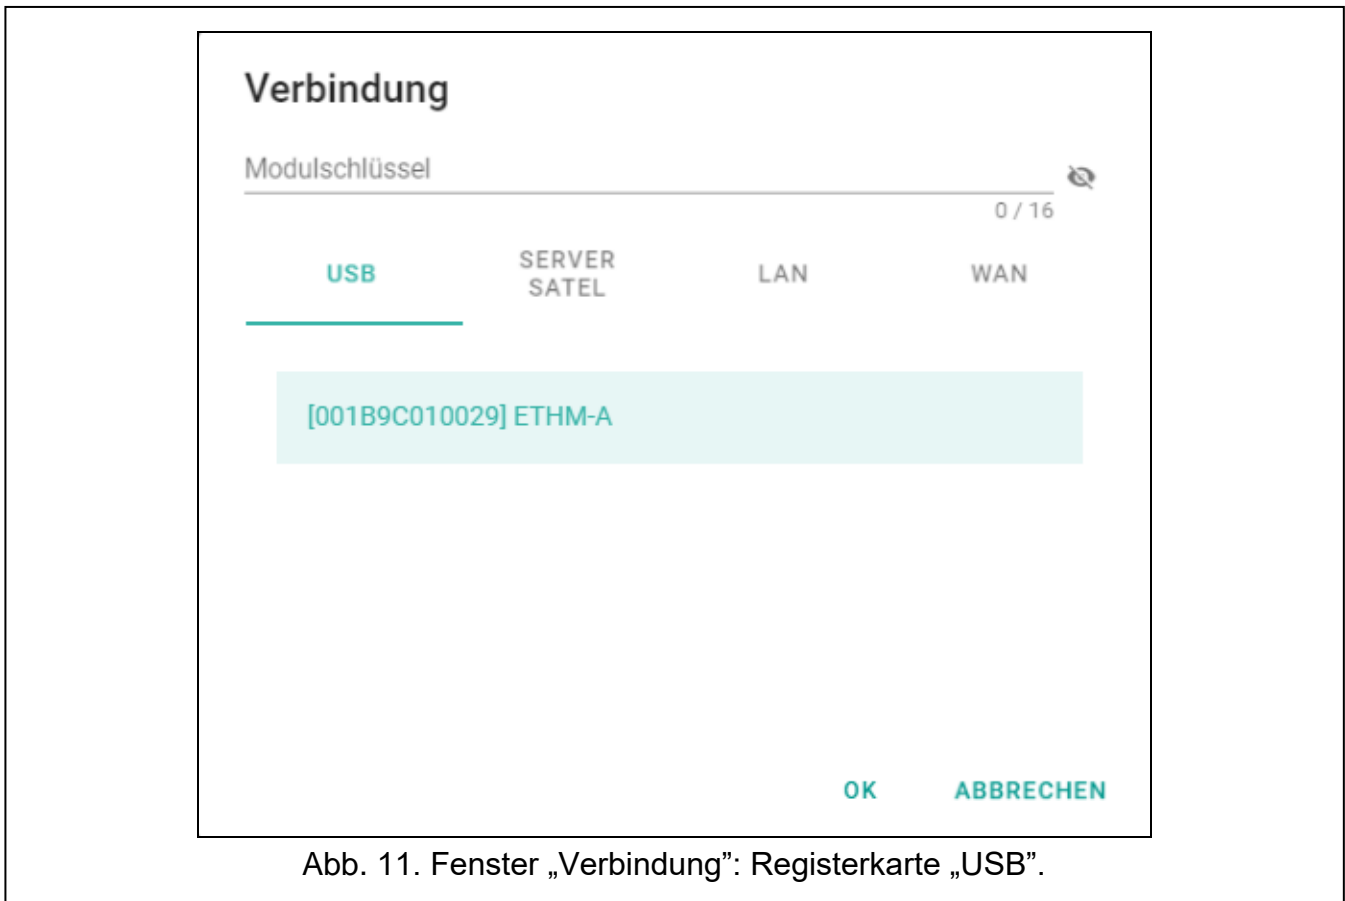 Verbindung
Modulschlüssel
0 / 16
USB
SERVER
SATEL
LAN
WAN
[001B9C010029] ETHM-A
OK
ABBRECHEN
Abb. 11. Fenster „Verbindung”: Registerkarte „USB”.